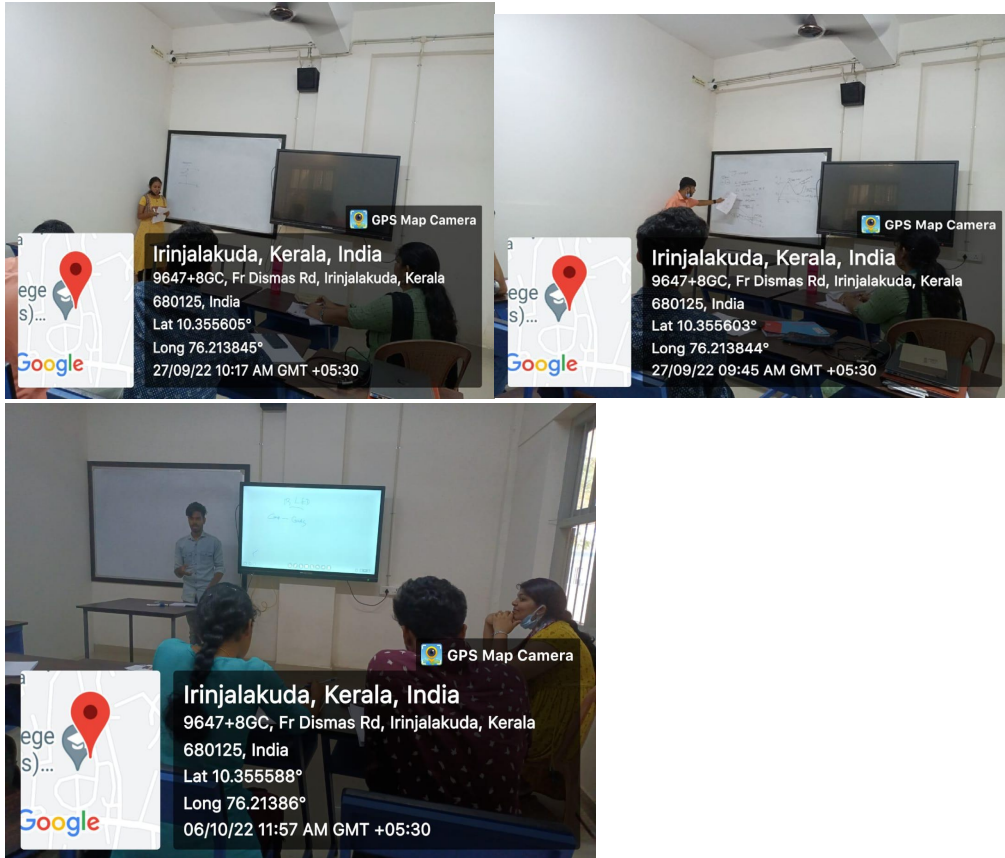 GPS Map Camera
Irinjalakuda, Kerala, India
9647+8GC, Fr Dismas Rd, Irinjalakuda, Kerala
680125, India
Lat 10.355605°
Long 76.213845°
27/09/22 10:17 AM GMT +05:30
a
ege
s)...
Google
GPS Map Camera
Irinjalakuda, Kerala, India
9647+8GC, Fr Dismas Rd, Irinjalakuda, Kerala
680125, India
Lat 10.355603°
Long 76.213844°
27/09/22 09:45 AM GMT +05:30
a
ege
s)...
Google
GPS Map Camera
Irinjalakuda, Kerala, India
9647+8GC, Fr Dismas Rd, Irinjalakuda, Kerala
680125, India
Lat 10.355588°
Long 76.21386°
06/10/22 11:57 AM GMT +05:30
a
ege
s)...
Google